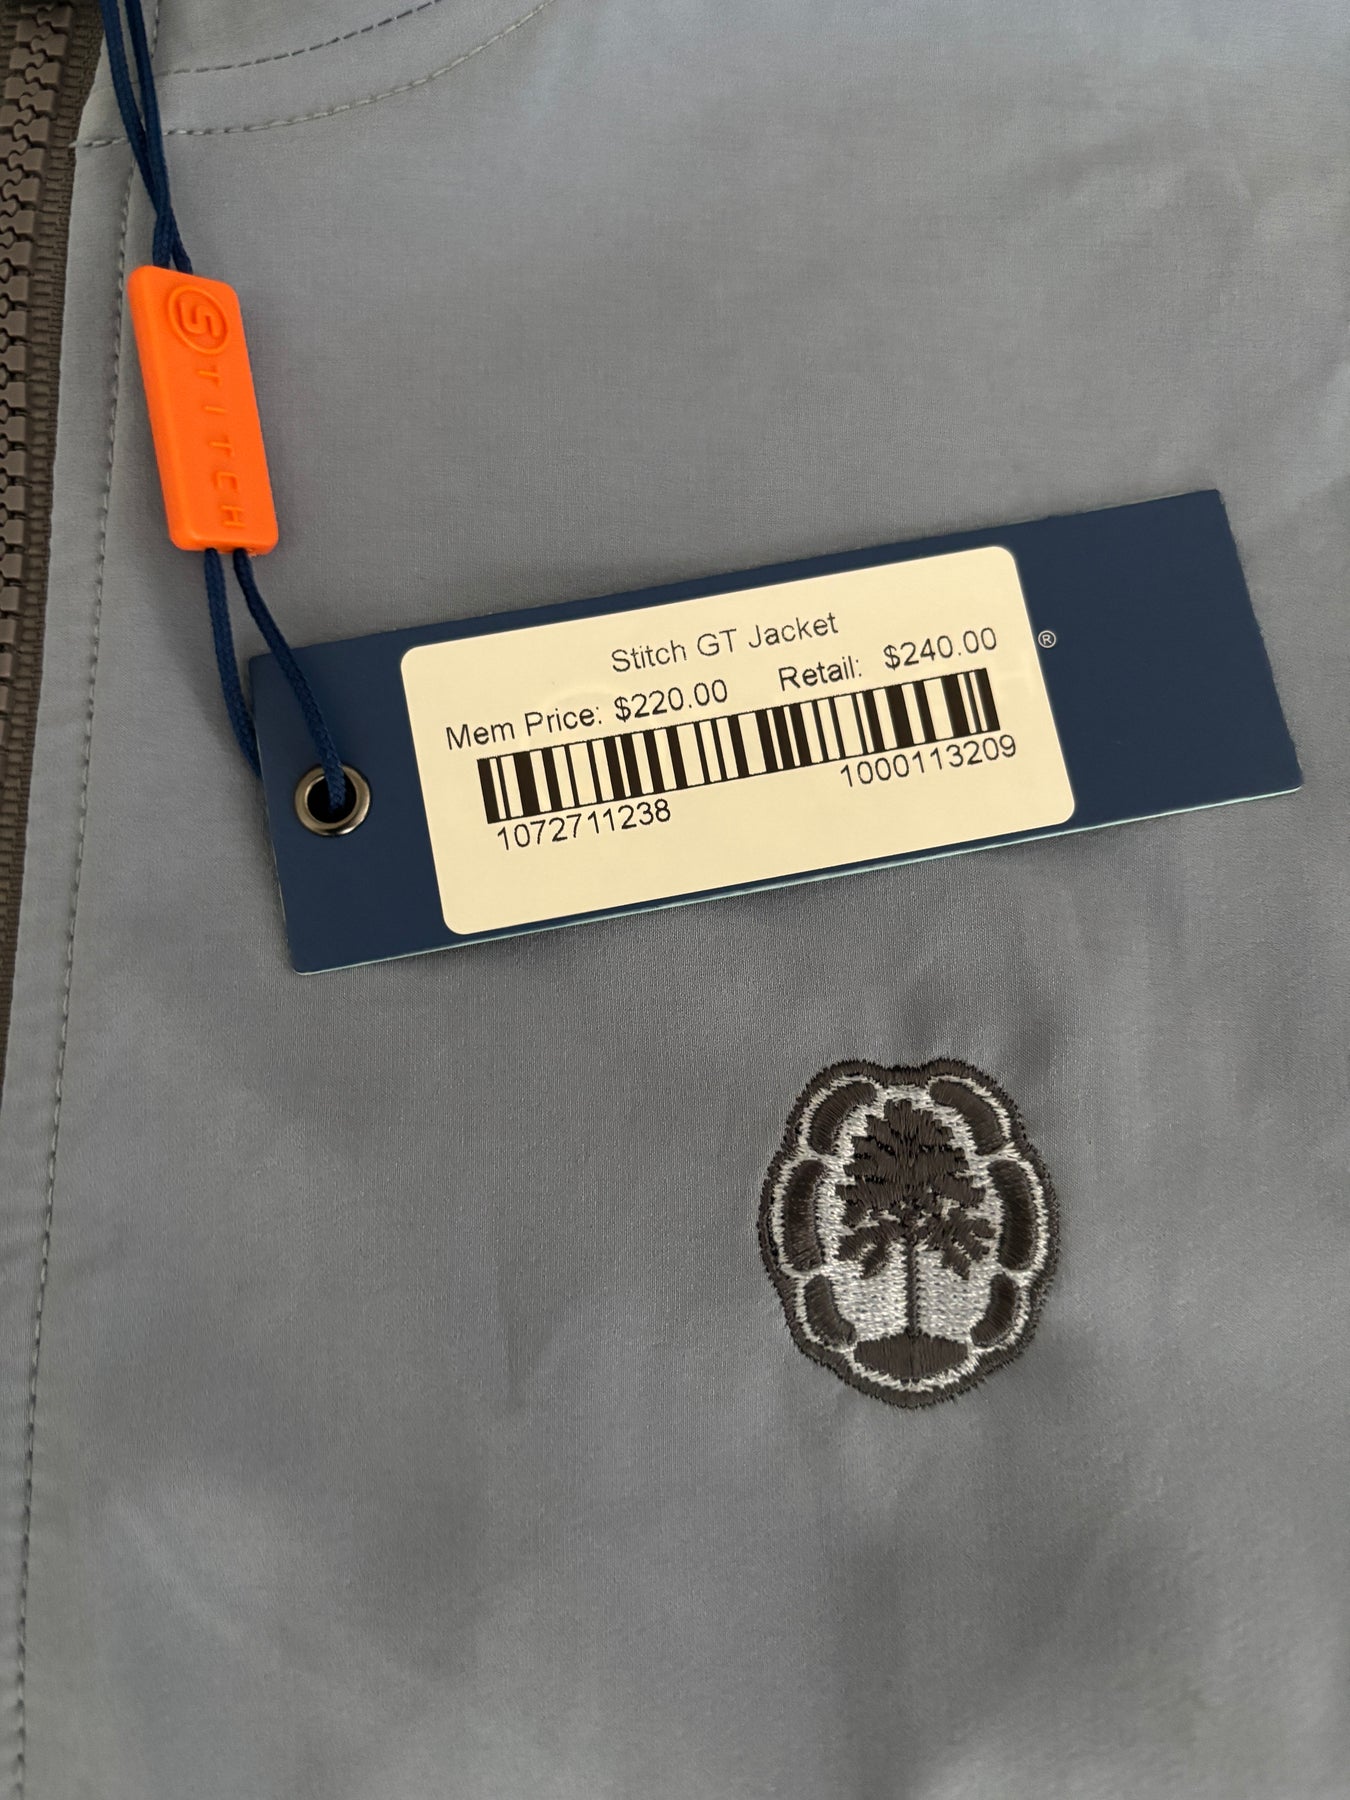 STITCH
Stitch GT Jacket
Mem Price: $220.00 Retail: $240.00
1072711238 1000113209
®